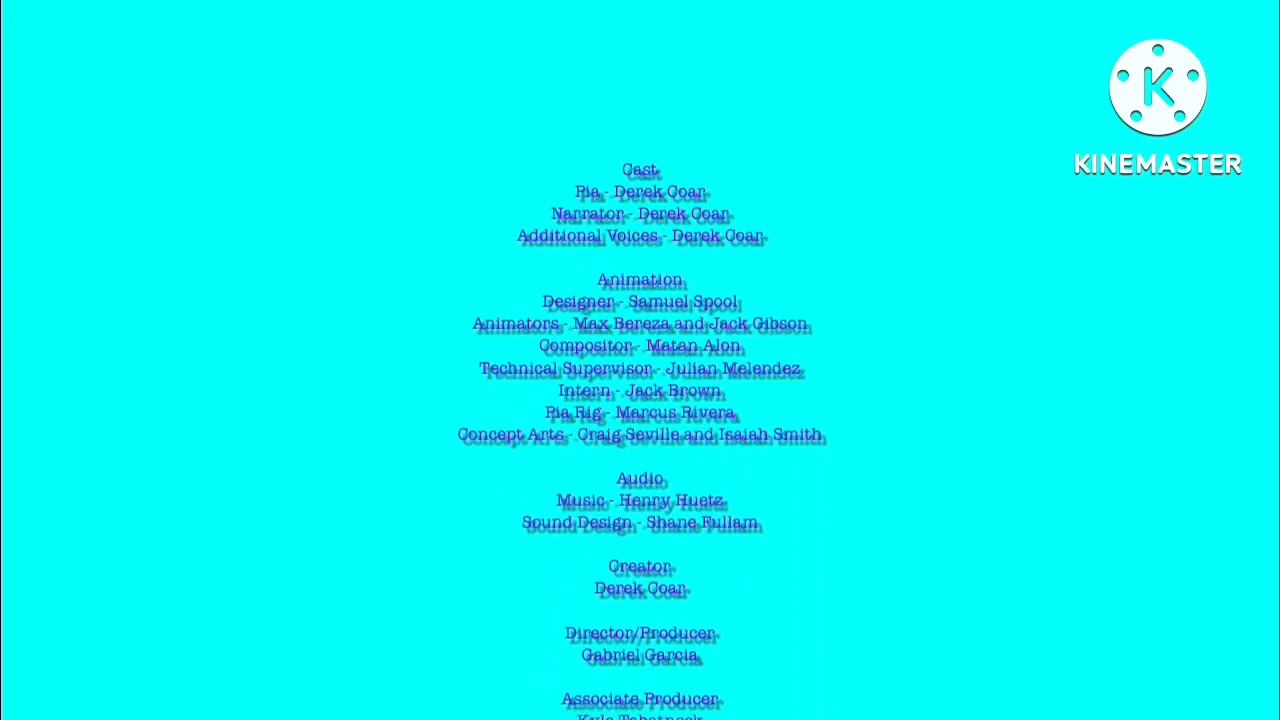 K
KINEMASTER
Cast
Pia - Derek Coar
Narrator - Derek Coar
Additional Voices - Derek Coar
Animation
Designer - Samuel Spool
Animators - Max Bereza and Jack Gibson
Compositor - Matan Alon
Technical Supervisor - Julian Melendez
Intern - Jack Brown
Pia Rig - Marcus Rivera
Concept Arts - Craig Seville and Isaiah Smith
Audio
Music - Henry Huetz
Sound Design - Shane Fullam
Creator
Derek Coar
Director/Producer
Gabriel Garcia
Associate Producer
Kyle